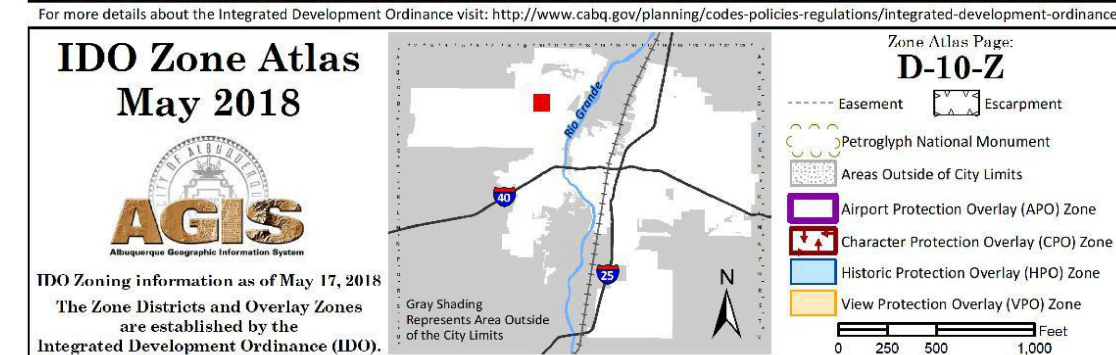 For more details about the Integrated Development Ordinance visit: http://www.cabq.gov/planning/codes-policies-regulations/integrated-development-ordinance
IDO Zone Atlas
May 2018
CITY OF ALBUQUERQUE
AGIS
Albuquerque Geographic Information System
IDO Zoning information as of May 17, 2018
The Zone Districts and Overlay Zones
are established by the
Integrated Development Ordinance (IDO).
Rio Grande
40
25
N
Gray Shading
Represents Area Outside
of the City Limits
Zone Atlas Page:
D-10-Z
Easement
Escarpment
Petroglyph National Monument
Areas Outside of City Limits
Airport Protection Overlay (APO) Zone
Character Protection Overlay (CPO) Zone
Historic Protection Overlay (HPO) Zone
View Protection Overlay (VPO) Zone
Feet
0 250 500 1,000